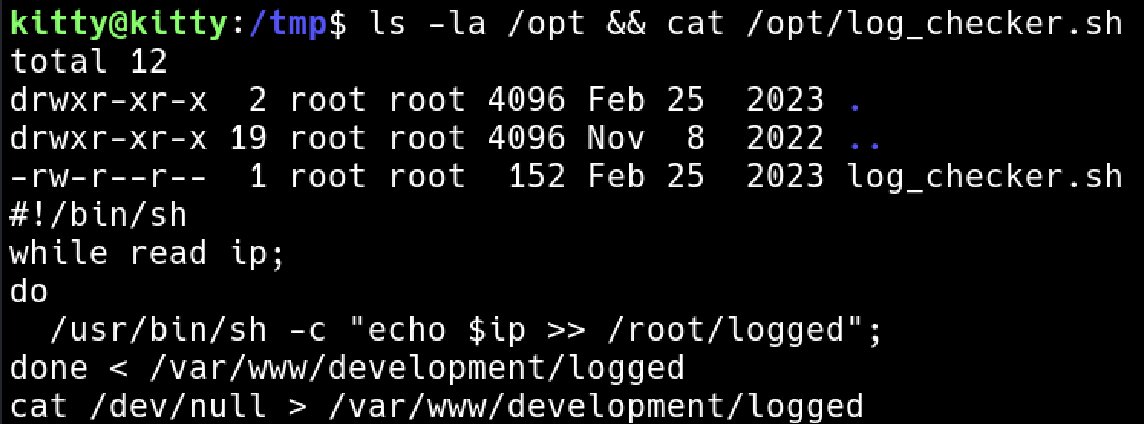 kitty@kitty:/tmp$ ls -la /opt && cat /opt/log_checker.sh
total 12
drwxr-xr-x  2 root root 4096 Feb 25  2023 .
drwxr-xr-x 19 root root 4096 Nov  8  2022 ..
-rw-r--r--  1 root root  152 Feb 25  2023 log_checker.sh
#!/bin/sh
while read ip;
do
  /usr/bin/sh -c "echo $ip >> /root/logged";
done < /var/www/development/logged
cat /dev/null > /var/www/development/logged